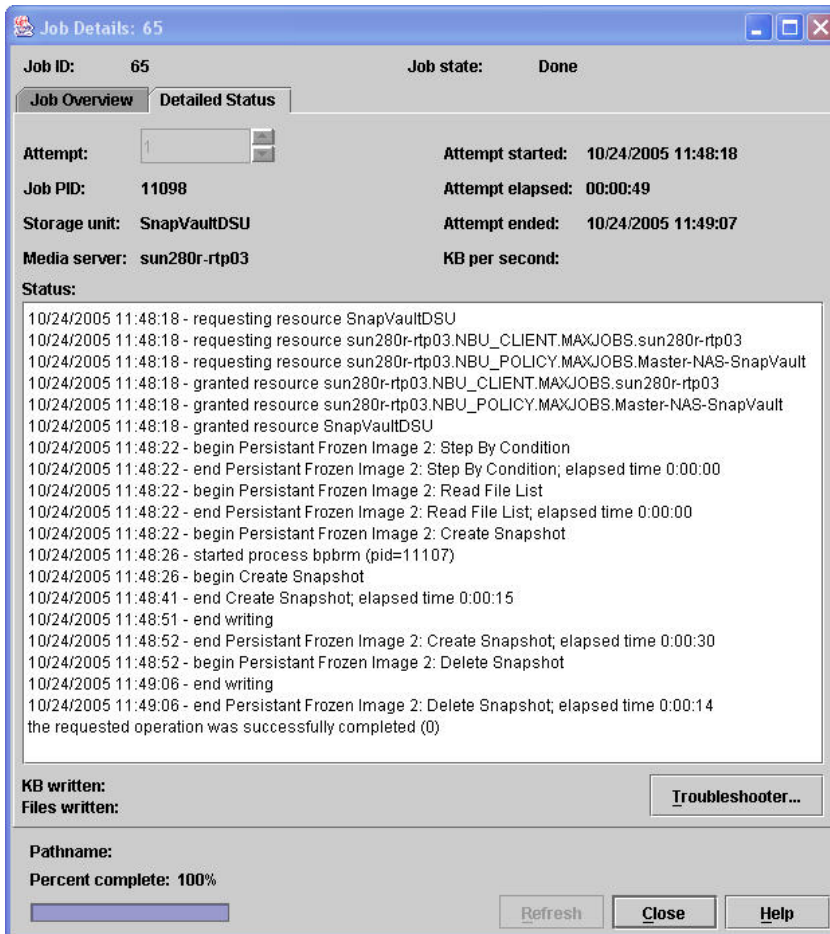 Job Details: 65
Job ID: 65 Job state: Done
Job Overview Detailed Status
Attempt: 1 Attempt started: 10/24/2005 11:48:18
Job PID: 11098 Attempt elapsed: 00:00:49
Storage unit: SnapVaultDSU Attempt ended: 10/24/2005 11:49:07
Media server: sun280r-rtp03 KB per second:
Status:
10/24/2005 11:48:18 - requesting resource SnapVaultDSU
10/24/2005 11:48:18 - requesting resource sun280r-rtp03.NBU_CLIENT.MAXJOBS.sun280r-rtp03
10/24/2005 11:48:18 - requesting resource sun280r-rtp03.NBU_POLICY.MAXJOBS.Master-NAS-SnapVault
10/24/2005 11:48:18 - granted resource sun280r-rtp03.NBU_CLIENT.MAXJOBS.sun280r-rtp03
10/24/2005 11:48:18 - granted resource sun280r-rtp03.NBU_POLICY.MAXJOBS.Master-NAS-SnapVault
10/24/2005 11:48:18 - granted resource SnapVaultDSU
10/24/2005 11:48:22 - begin Persistant Frozen Image 2: Step By Condition
10/24/2005 11:48:22 - end Persistant Frozen Image 2: Step By Condition; elapsed time 0:00:00
10/24/2005 11:48:22 - begin Persistant Frozen Image 2: Read File List
10/24/2005 11:48:22 - end Persistant Frozen Image 2: Read File List; elapsed time 0:00:00
10/24/2005 11:48:22 - begin Persistant Frozen Image 2: Create Snapshot
10/24/2005 11:48:26 - started process bpbrm (pid=11107)
10/24/2005 11:48:26 - begin Create Snapshot
10/24/2005 11:48:41 - end Create Snapshot; elapsed time 0:00:15
10/24/2005 11:48:51 - end writing
10/24/2005 11:48:52 - end Persistant Frozen Image 2: Create Snapshot; elapsed time 0:00:30
10/24/2005 11:48:52 - begin Persistant Frozen Image 2: Delete Snapshot
10/24/2005 11:49:06 - end writing
10/24/2005 11:49:06 - end Persistant Frozen Image 2: Delete Snapshot; elapsed time 0:00:14
the requested operation was successfully completed (0)
KB written:
Files written:
Troubleshooter...
Pathname:
Percent complete: 100%
Refresh Close Help